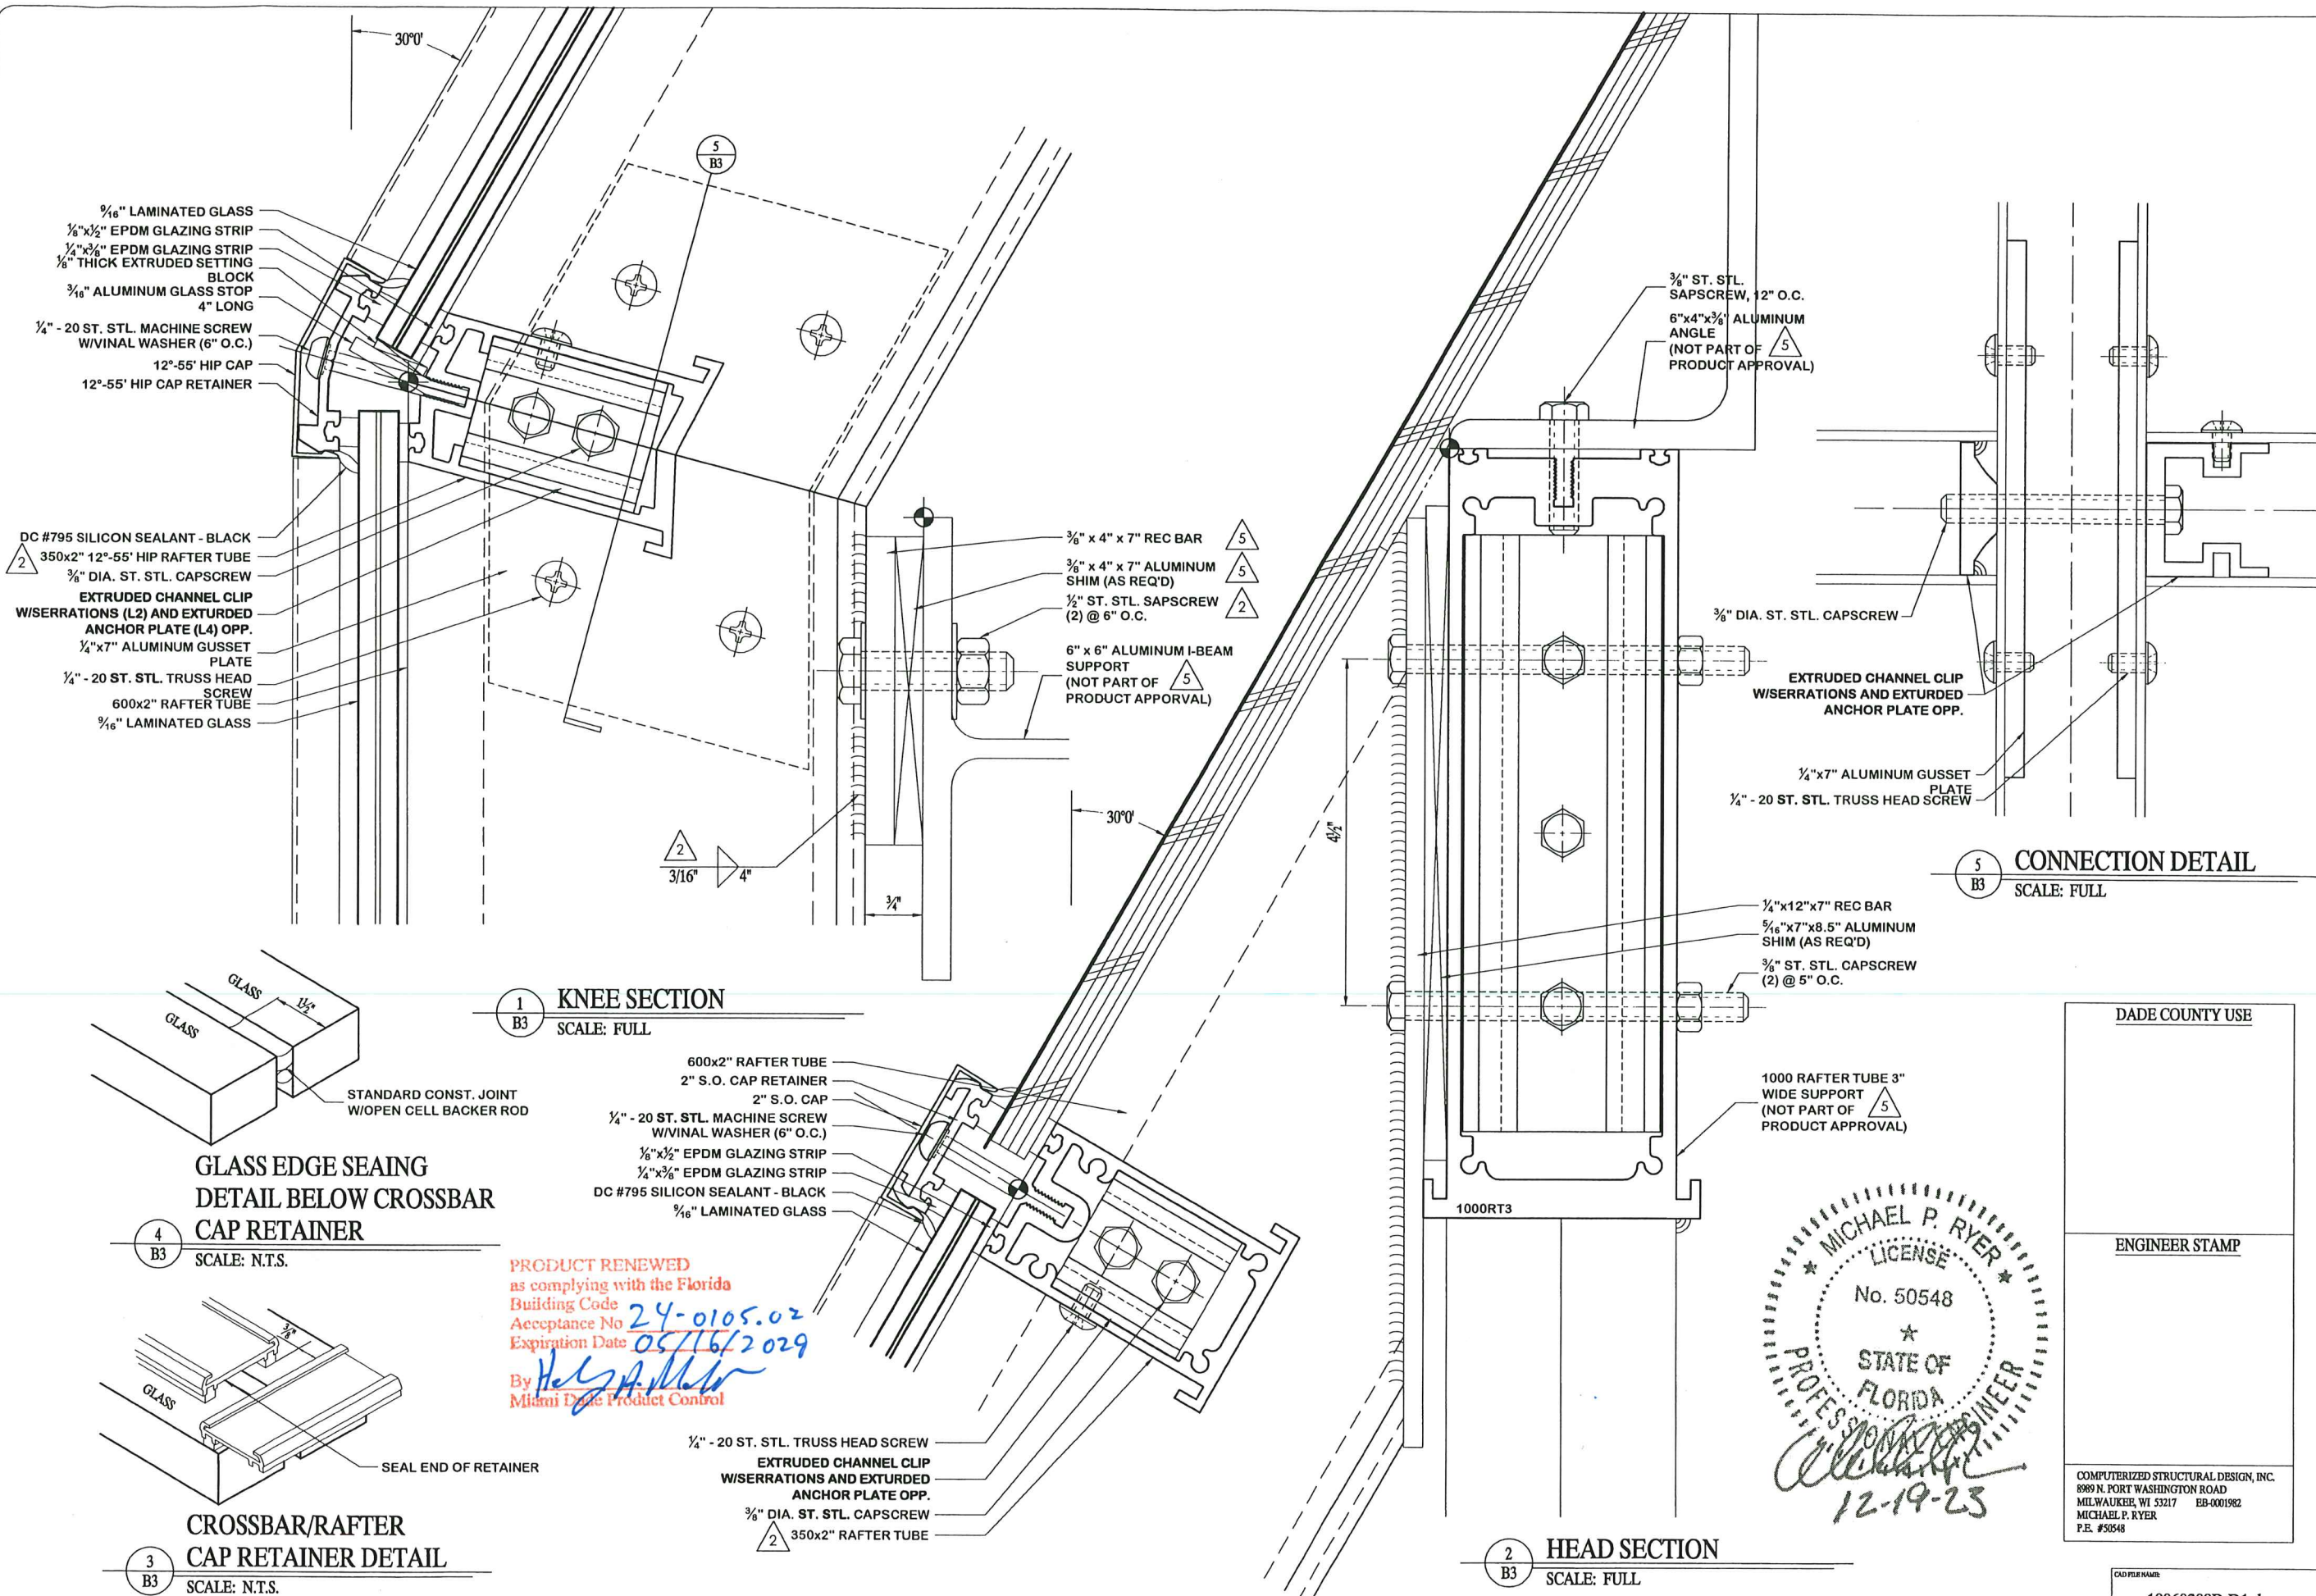 30°0'
5
B3
9/16" LAMINATED GLASS
1/8"x1/2" EPDM GLAZING STRIP
1/4"x3/8" EPDM GLAZING STRIP
1/8" THICK EXTRUDED SETTING
BLOCK
3/16" ALUMINUM GLASS STOP
4" LONG
1/4" - 20 ST. STL. MACHINE SCREW
W/VINAL WASHER (6" O.C.)
12°-55' HIP CAP
12°-55' HIP CAP RETAINER
DC #795 SILICON SEALANT - BLACK
2 350x2" 12°-55' HIP RAFTER TUBE
3/8" DIA. ST. STL. CAPSCREW
EXTRUDED CHANNEL CLIP
W/SERRATIONS (L2) AND EXTURDED
ANCHOR PLATE (L4) OPP.
1/4"x7" ALUMINUM GUSSET
PLATE
1/4" - 20 ST. STL. TRUSS HEAD
SCREW
600x2" RAFTER TUBE
9/16" LAMINATED GLASS
3/8" x 4" x 7" REC BAR 5
3/8" x 4" x 7" ALUMINUM
SHIM (AS REQ'D) 5
1/2" ST. STL. SAPSCREW
(2) @ 6" O.C. 2
6" x 6" ALUMINUM I-BEAM
SUPPORT
(NOT PART OF 5
PRODUCT APPORVAL)
2
3/16" 4"
3/4"
30°0'
1
B3
KNEE SECTION
SCALE: FULL
3/8" ST. STL.
SAPSCREW, 12" O.C.
6"x4"x3/8" ALUMINUM
ANGLE
(NOT PART OF 5
PRODUCT APPROVAL)
4 1/2"
3/8" DIA. ST. STL. CAPSCREW
EXTRUDED CHANNEL CLIP
W/SERRATIONS AND EXTURDED
ANCHOR PLATE OPP.
1/4"x7" ALUMINUM GUSSET
PLATE
1/4" - 20 ST. STL. TRUSS HEAD SCREW
5
B3
CONNECTION DETAIL
SCALE: FULL
1/4"x12"x7" REC BAR
5/16"x7"x8.5" ALUMINUM
SHIM (AS REQ'D)
3/8" ST. STL. CAPSCREW
(2) @ 5" O.C.
1000 RAFTER TUBE 3"
WIDE SUPPORT
(NOT PART OF 5
PRODUCT APPROVAL)
1000RT3
GLASS
1 1/2"
GLASS
STANDARD CONST. JOINT
W/OPEN CELL BACKER ROD
GLASS EDGE SEAING
DETAIL BELOW CROSSBAR
CAP RETAINER
4
B3
SCALE: N.T.S.
600x2" RAFTER TUBE
2" S.O. CAP RETAINER
2" S.O. CAP
1/4" - 20 ST. STL. MACHINE SCREW
W/VINAL WASHER (6" O.C.)
1/8"x1/2" EPDM GLAZING STRIP
1/4"x3/8" EPDM GLAZING STRIP
DC #795 SILICON SEALANT - BLACK
9/16" LAMINATED GLASS
PRODUCT RENEWED
as complying with the Florida
Building Code
Acceptance No 24-0105.02
Expiration Date 05/16/2029
By
Miami Dade Product Control
3/8"
GLASS
SEAL END OF RETAINER
CROSSBAR/RAFTER
CAP RETAINER DETAIL
3
B3
SCALE: N.T.S.
1/4" - 20 ST. STL. TRUSS HEAD SCREW
EXTRUDED CHANNEL CLIP
W/SERRATIONS AND EXTURDED
ANCHOR PLATE OPP.
3/8" DIA. ST. STL. CAPSCREW
2 350x2" RAFTER TUBE
2
B3
HEAD SECTION
SCALE: FULL
MICHAEL P. RYER
LICENSE
No. 50548
STATE OF
FLORIDA
PROFESSIONAL ENGINEER
12-19-23
DADE COUNTY USE
ENGINEER STAMP
COMPUTERIZED STRUCTURAL DESIGN, INC.
8989 N. PORT WASHINGTON ROAD
MILWAUKEE, WI 53217 EB-0001982
MICHAEL P. RYER
P.E. #50548
CAD FILE NAME: